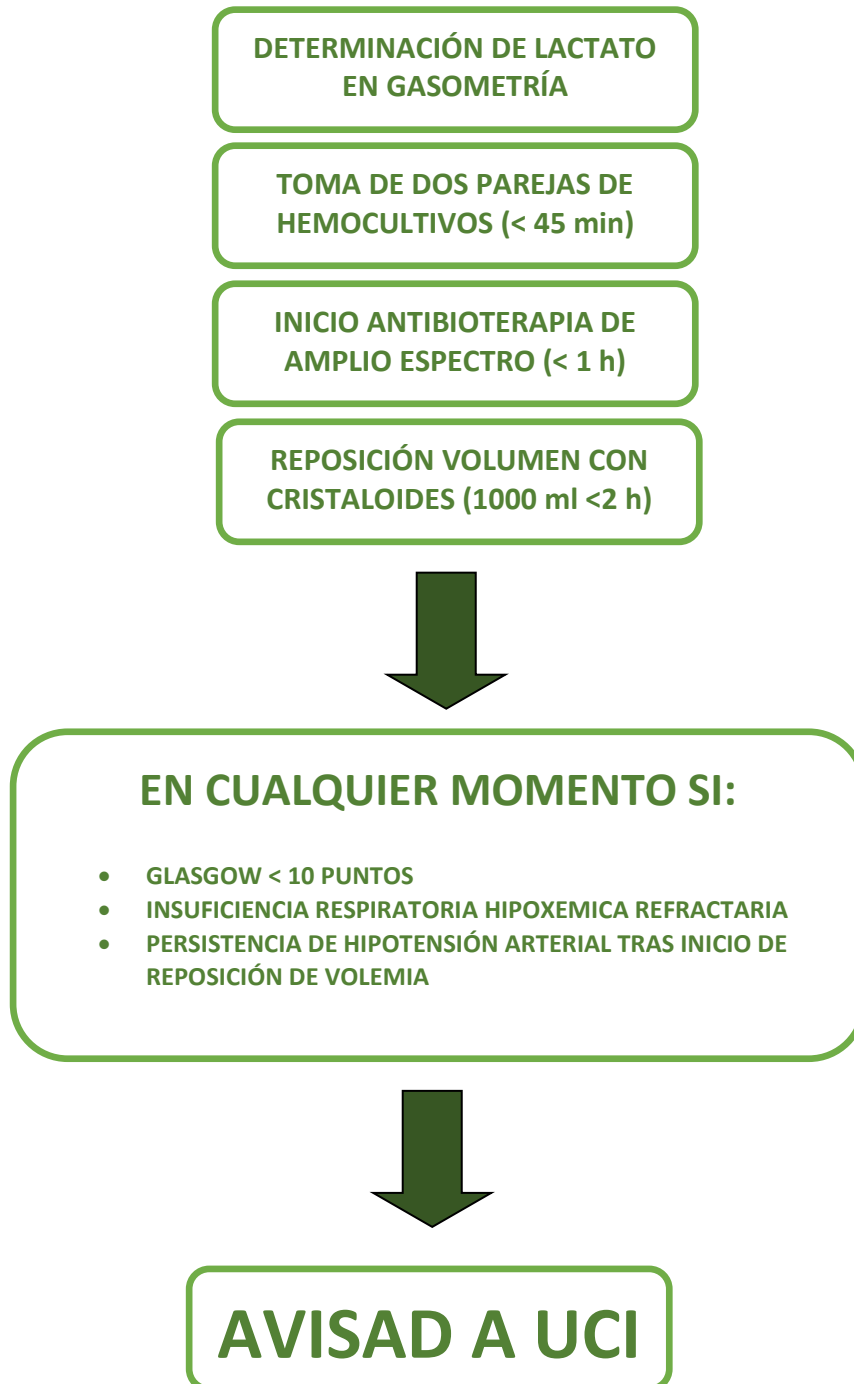 DETERMINACIÓN DE LACTATO
EN GASOMETRÍA
TOMA DE DOS PAREJAS DE
HEMOCULTIVOS (< 45 min)
INICIO ANTIBIOTERAPIA DE
AMPLIO ESPECTRO (< 1 h)
REPOSICIÓN VOLUMEN CON
CRISTALOIDES (1000 ml <2 h)
EN CUALQUIER MOMENTO SI:
• GLASGOW < 10 PUNTOS
• INSUFICIENCIA RESPIRATORIA HIPOXEMICA REFRACTARIA
• PERSISTENCIA DE HIPOTENSIÓN ARTERIAL TRAS INICIO DE
REPOSICIÓN DE VOLEMIA
AVISAD A UCI